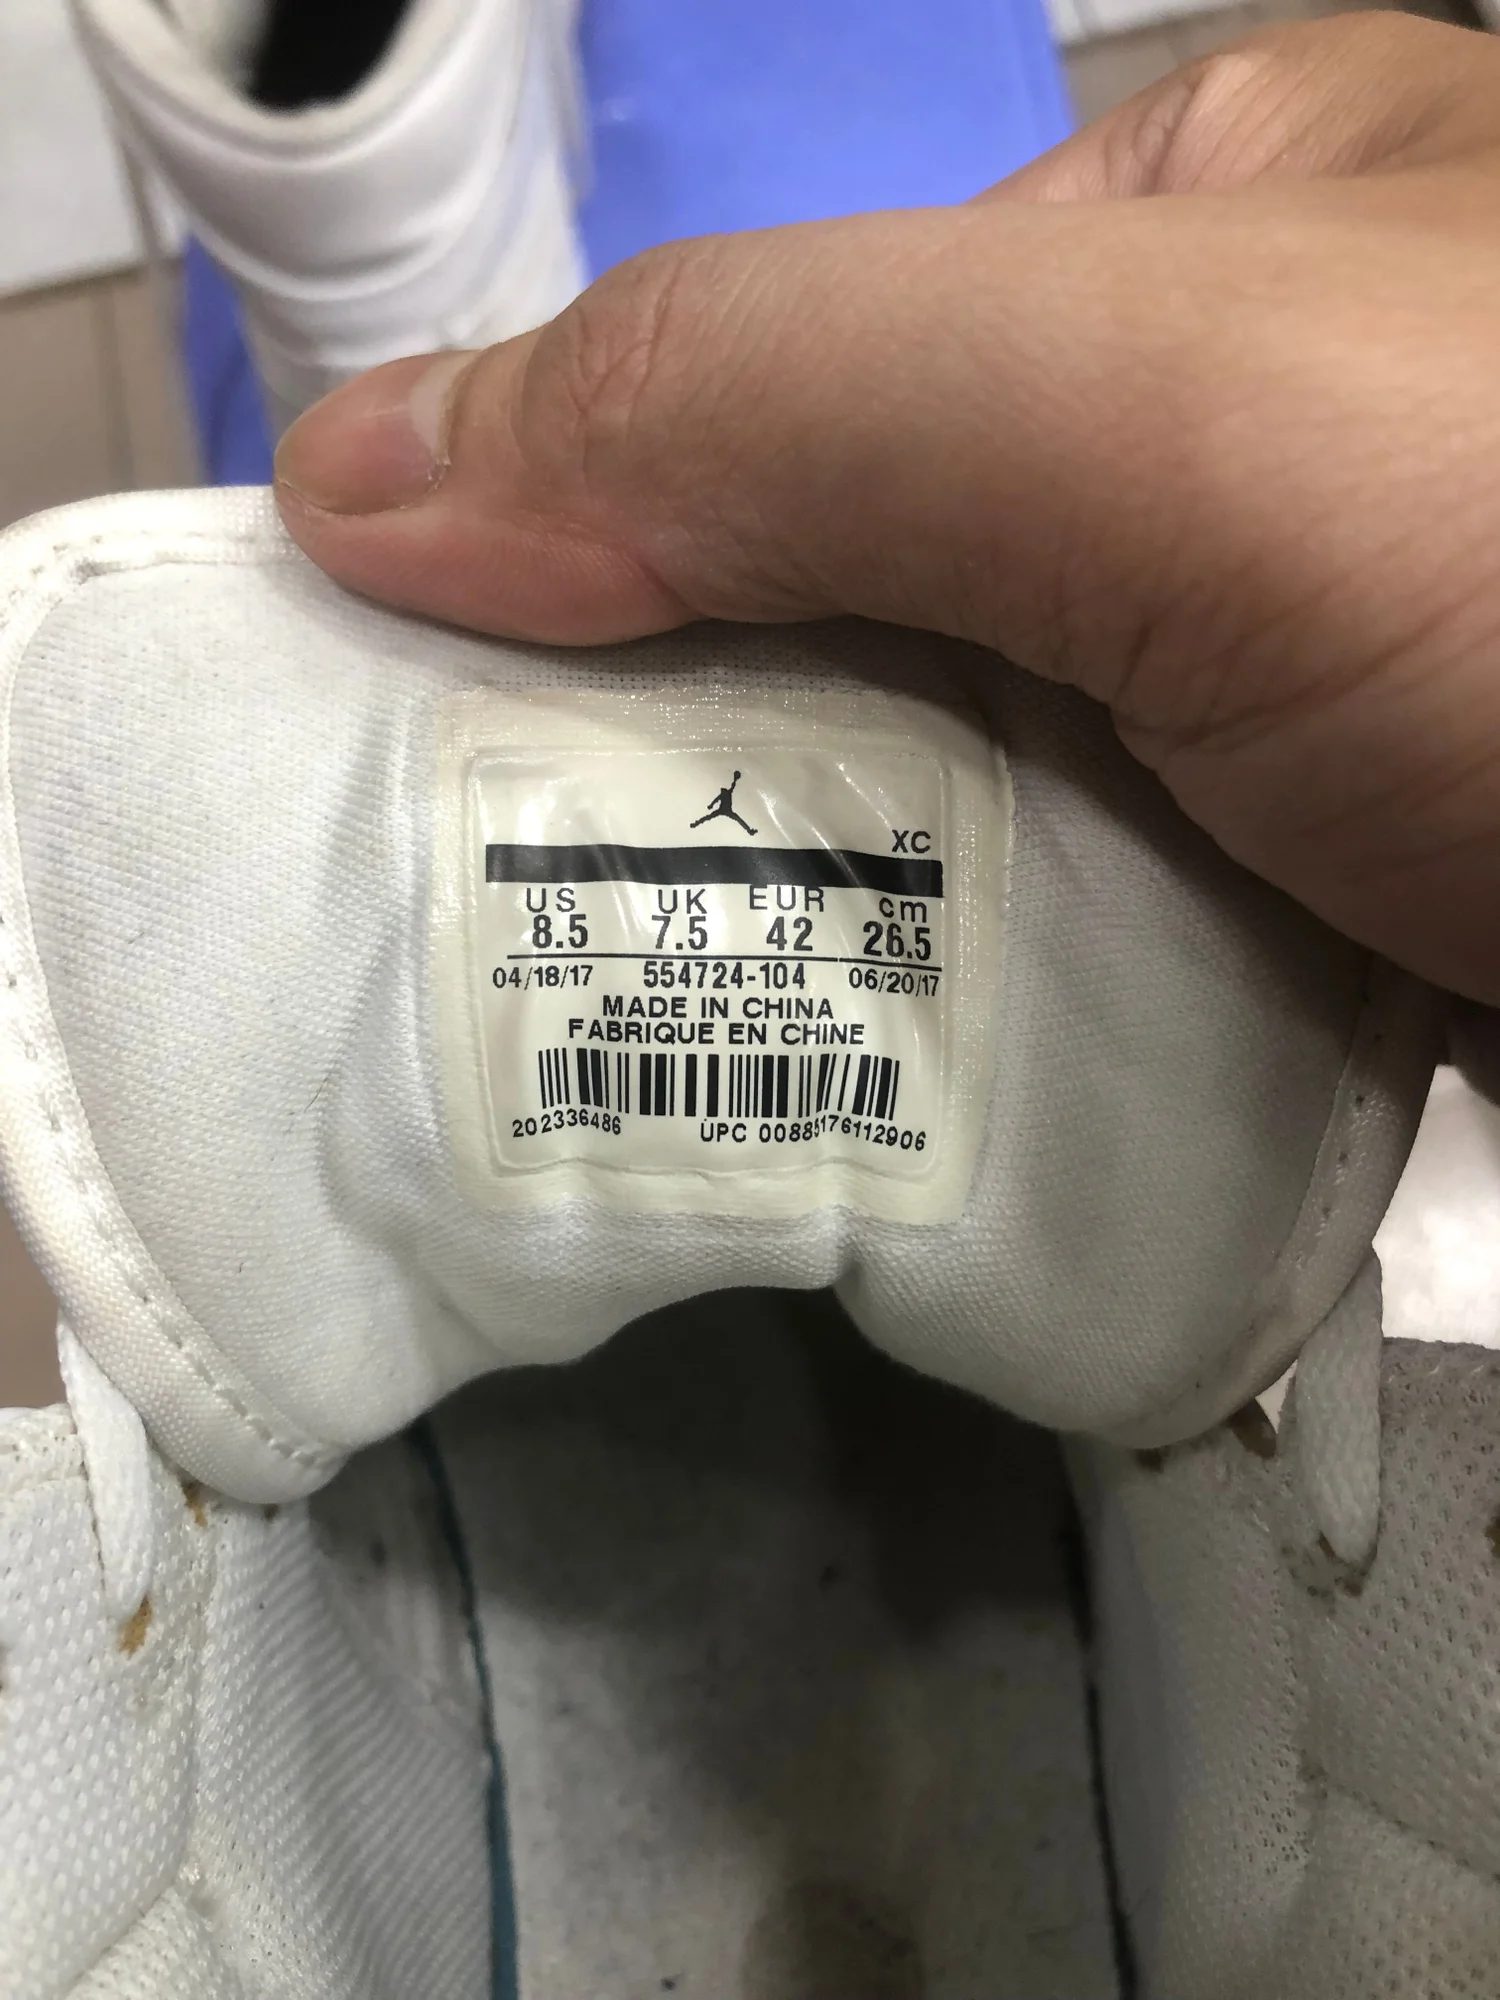 XC
US UK EUR cm
8.5 7.5 42 26.5
04/18/17 554724-104 06/20/17
MADE IN CHINA
FABRIQUE EN CHINE
202336486 UPC 00885176112906